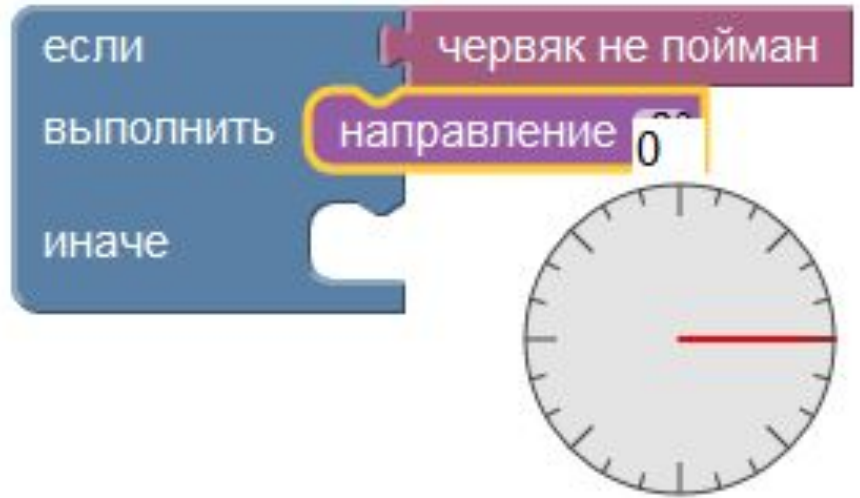 если червяк не пойман
выполнить направление 0
иначе